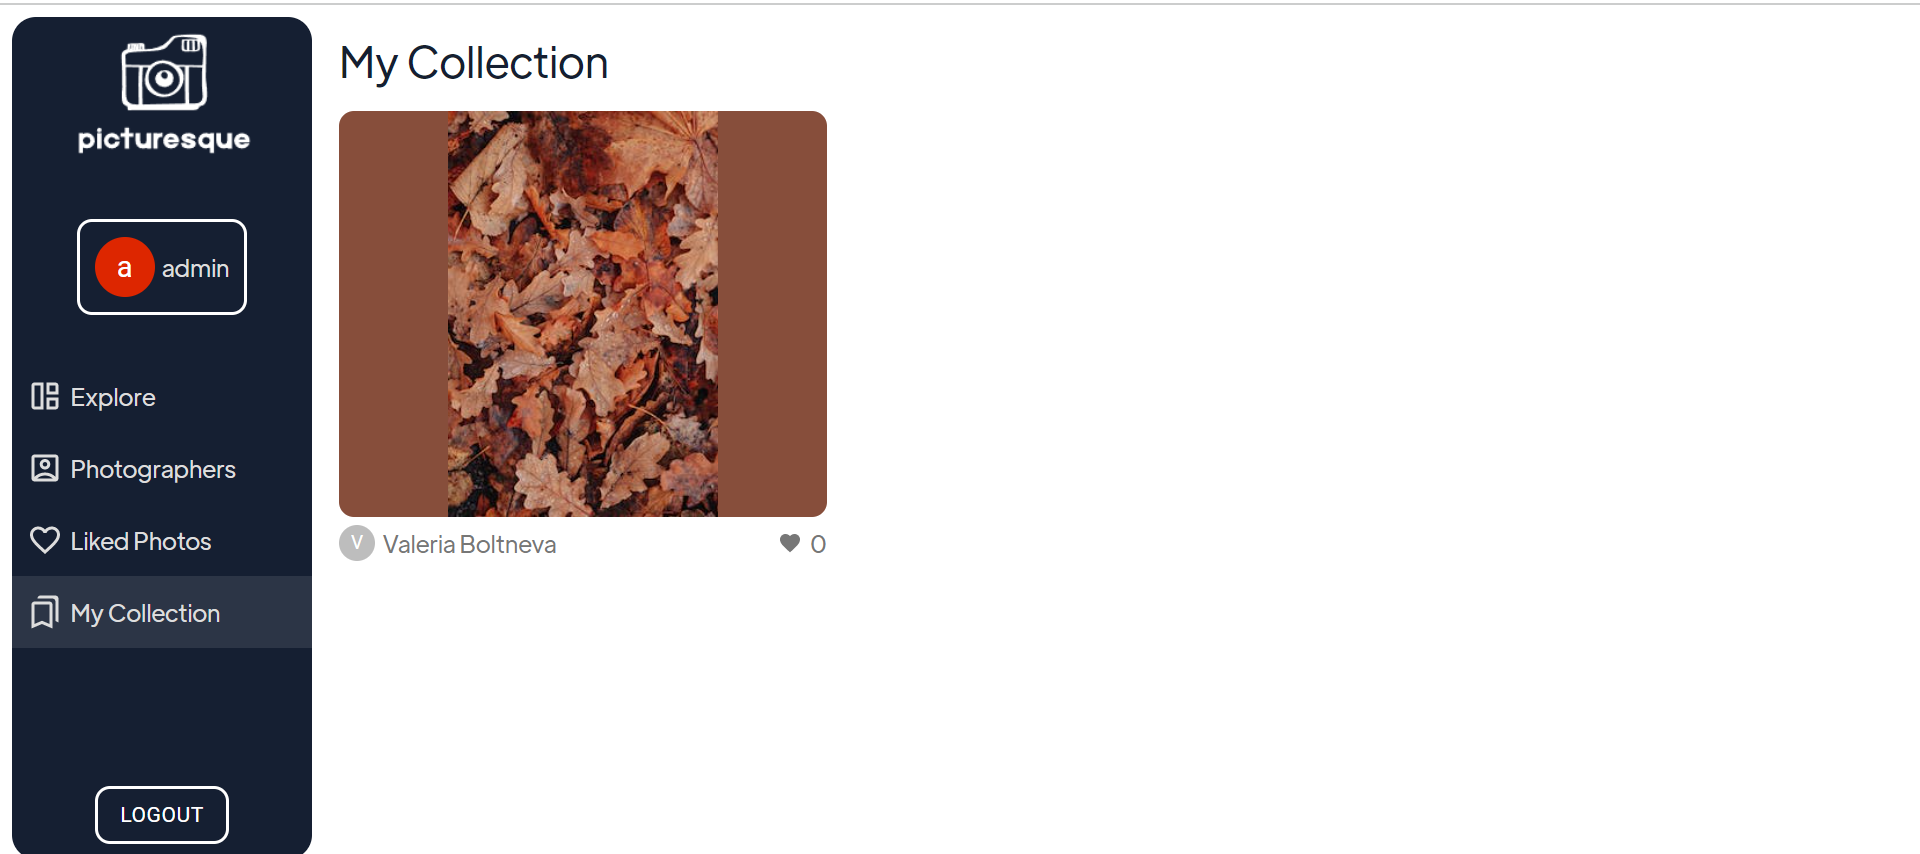 picturesque
a admin
Explore
Photographers
Liked Photos
My Collection
LOGOUT
My Collection
V Valeria Boltneva 0